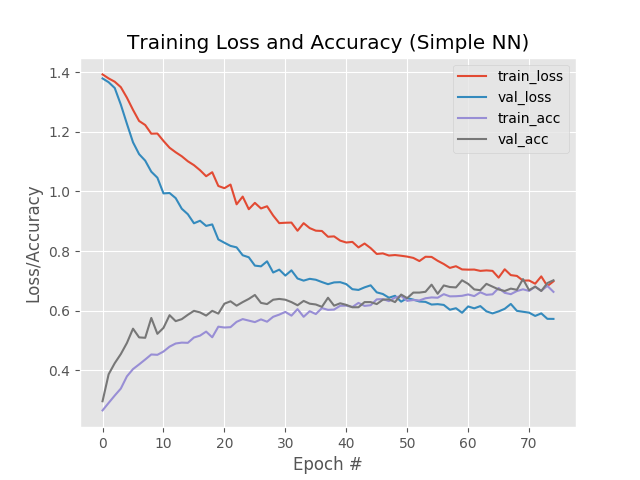 Training Loss and Accuracy (Simple NN)
train_loss
val_loss
train_acc
val_acc
Loss/Accuracy
1.4
1.2
1.0
0.8
0.6
0.4
0 10 20 30 40 50 60 70
Epoch #